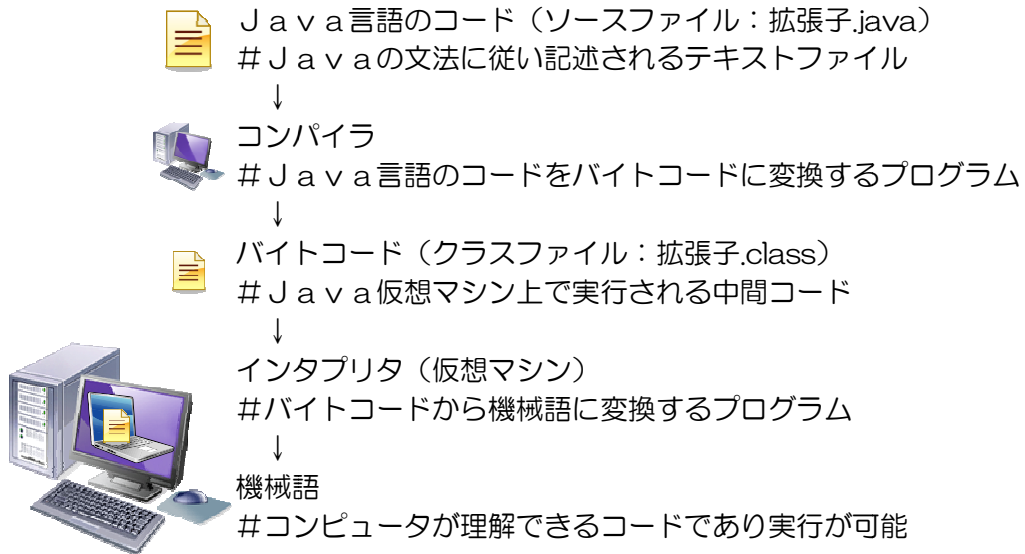 Ｊａｖａ言語のコード（ソースファイル：拡張子.java）
＃Ｊａｖａの文法に従い記述されるテキストファイル
↓
コンパイラ
＃Ｊａｖａ言語のコードをバイトコードに変換するプログラム
↓
バイトコード（クラスファイル：拡張子.class）
＃Ｊａｖａ仮想マシン上で実行される中間コード
↓
インタプリタ（仮想マシン）
＃バイトコードから機械語に変換するプログラム
↓
機械語
＃コンピュータが理解できるコードであり実行が可能